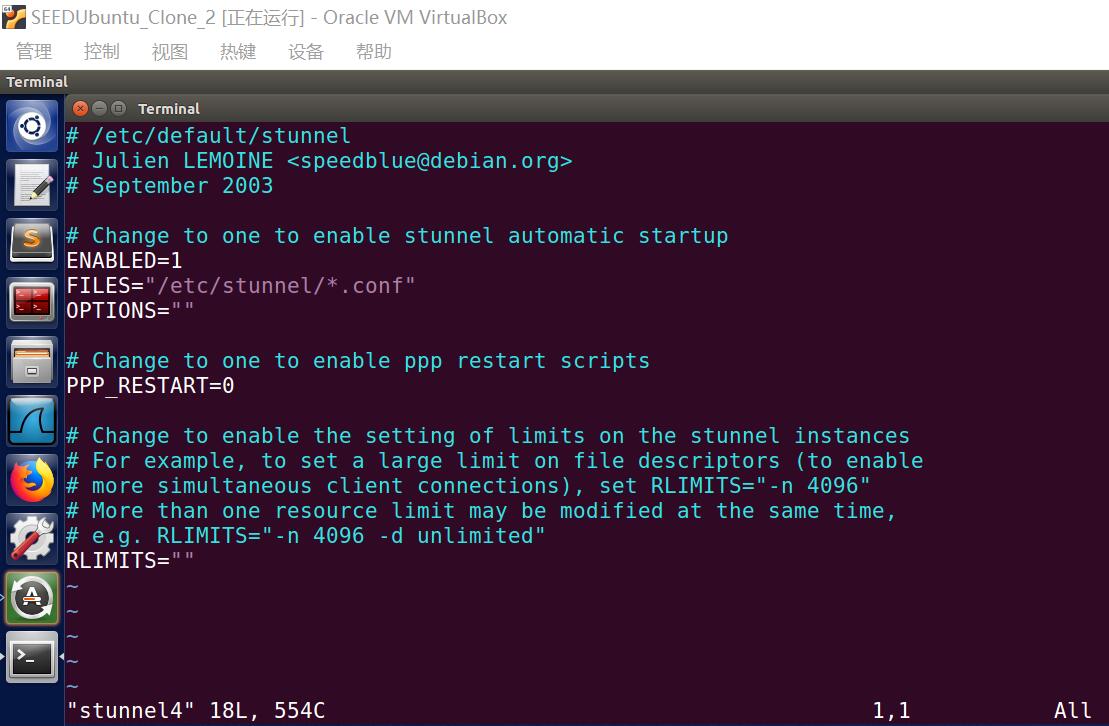 SEEDUbuntu_Clone_2 [正在运行] - Oracle VM VirtualBox
管理 控制 视图 热键 设备 帮助
Terminal
Terminal
# /etc/default/stunnel
# Julien LEMOINE <speedblue@debian.org>
# September 2003
# Change to one to enable stunnel automatic startup
ENABLED=1
FILES="/etc/stunnel/*.conf"
OPTIONS=""
# Change to one to enable ppp restart scripts
PPP_RESTART=0
# Change to enable the setting of limits on the stunnel instances
# For example, to set a large limit on file descriptors (to enable
# more simultaneous client connections), set RLIMITS="-n 4096"
# More than one resource limit may be modified at the same time,
# e.g. RLIMITS="-n 4096 -d unlimited"
RLIMITS=""
~
~
~
~
~
"stunnel4" 18L, 554C 1,1 All